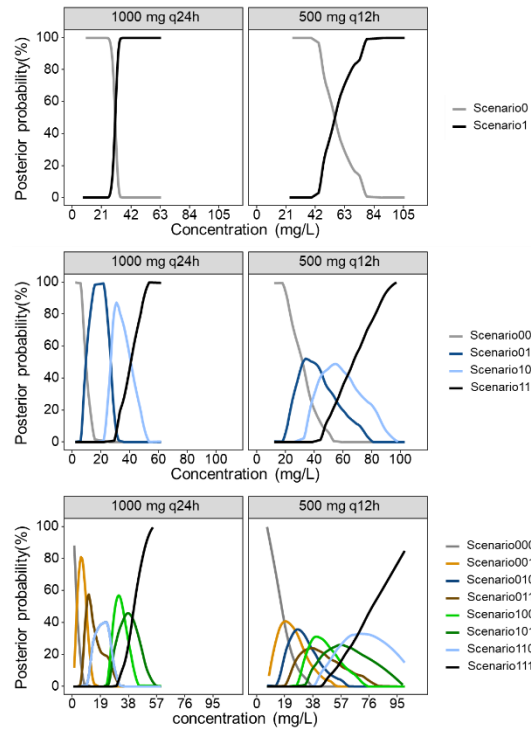 1000 mg q24h 500 mg q12h
Posterior probability(%)
100
80
60
40
20
0
0 21 42 63 84 105 0 21 42 63 84 105
Concentration (mg/L)
Scenario0
Scenario1
1000 mg q24h 500 mg q12h
Posterior probability(%)
100
80
60
40
20
0
0 20 40 60 80 100 0 20 40 60 80 100
Concentration (mg/L)
Scenario00
Scenario01
Scenario10
Scenario11
1000 mg q24h 500 mg q12h
Posterior probability(%)
100
80
60
40
20
0
0 19 38 57 76 95 0 19 38 57 76 95
concentration (mg/L)
Scenario000
Scenario001
Scenario010
Scenario011
Scenario100
Scenario101
Scenario110
Scenario111